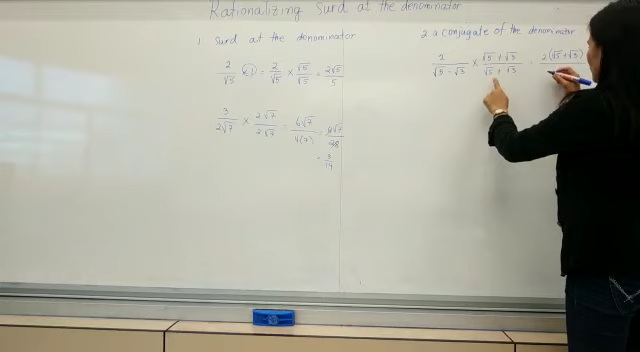 Rationalizing Surd at the denominator
1. Surd at the denominator
2/√5 × 1 = 2/√5 × √5/√5 = 2√5/5
3/2√7 × 2√7/2√7 = 6√7/4(7) = 6√7/28
= 3/14
2. a conjugate of the denominator
2/√5 - √3 × √5 + √3/√5 + √3 = 2(√5+√3)